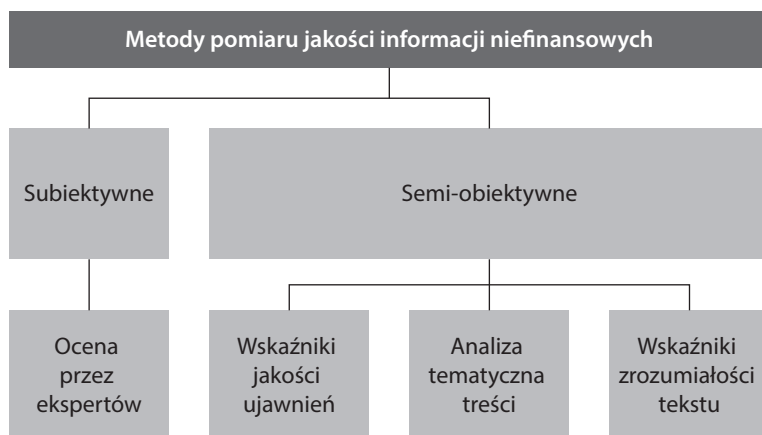 Metody pomiaru jakości informacji niefinansowych
Subiektywne
Semi-obiektywne
Ocena
przez
ekspertów
Wskaźniki
jakości
ujawnień
Analiza
tematyczna
treści
Wskaźniki
zrozumiałości
tekstu